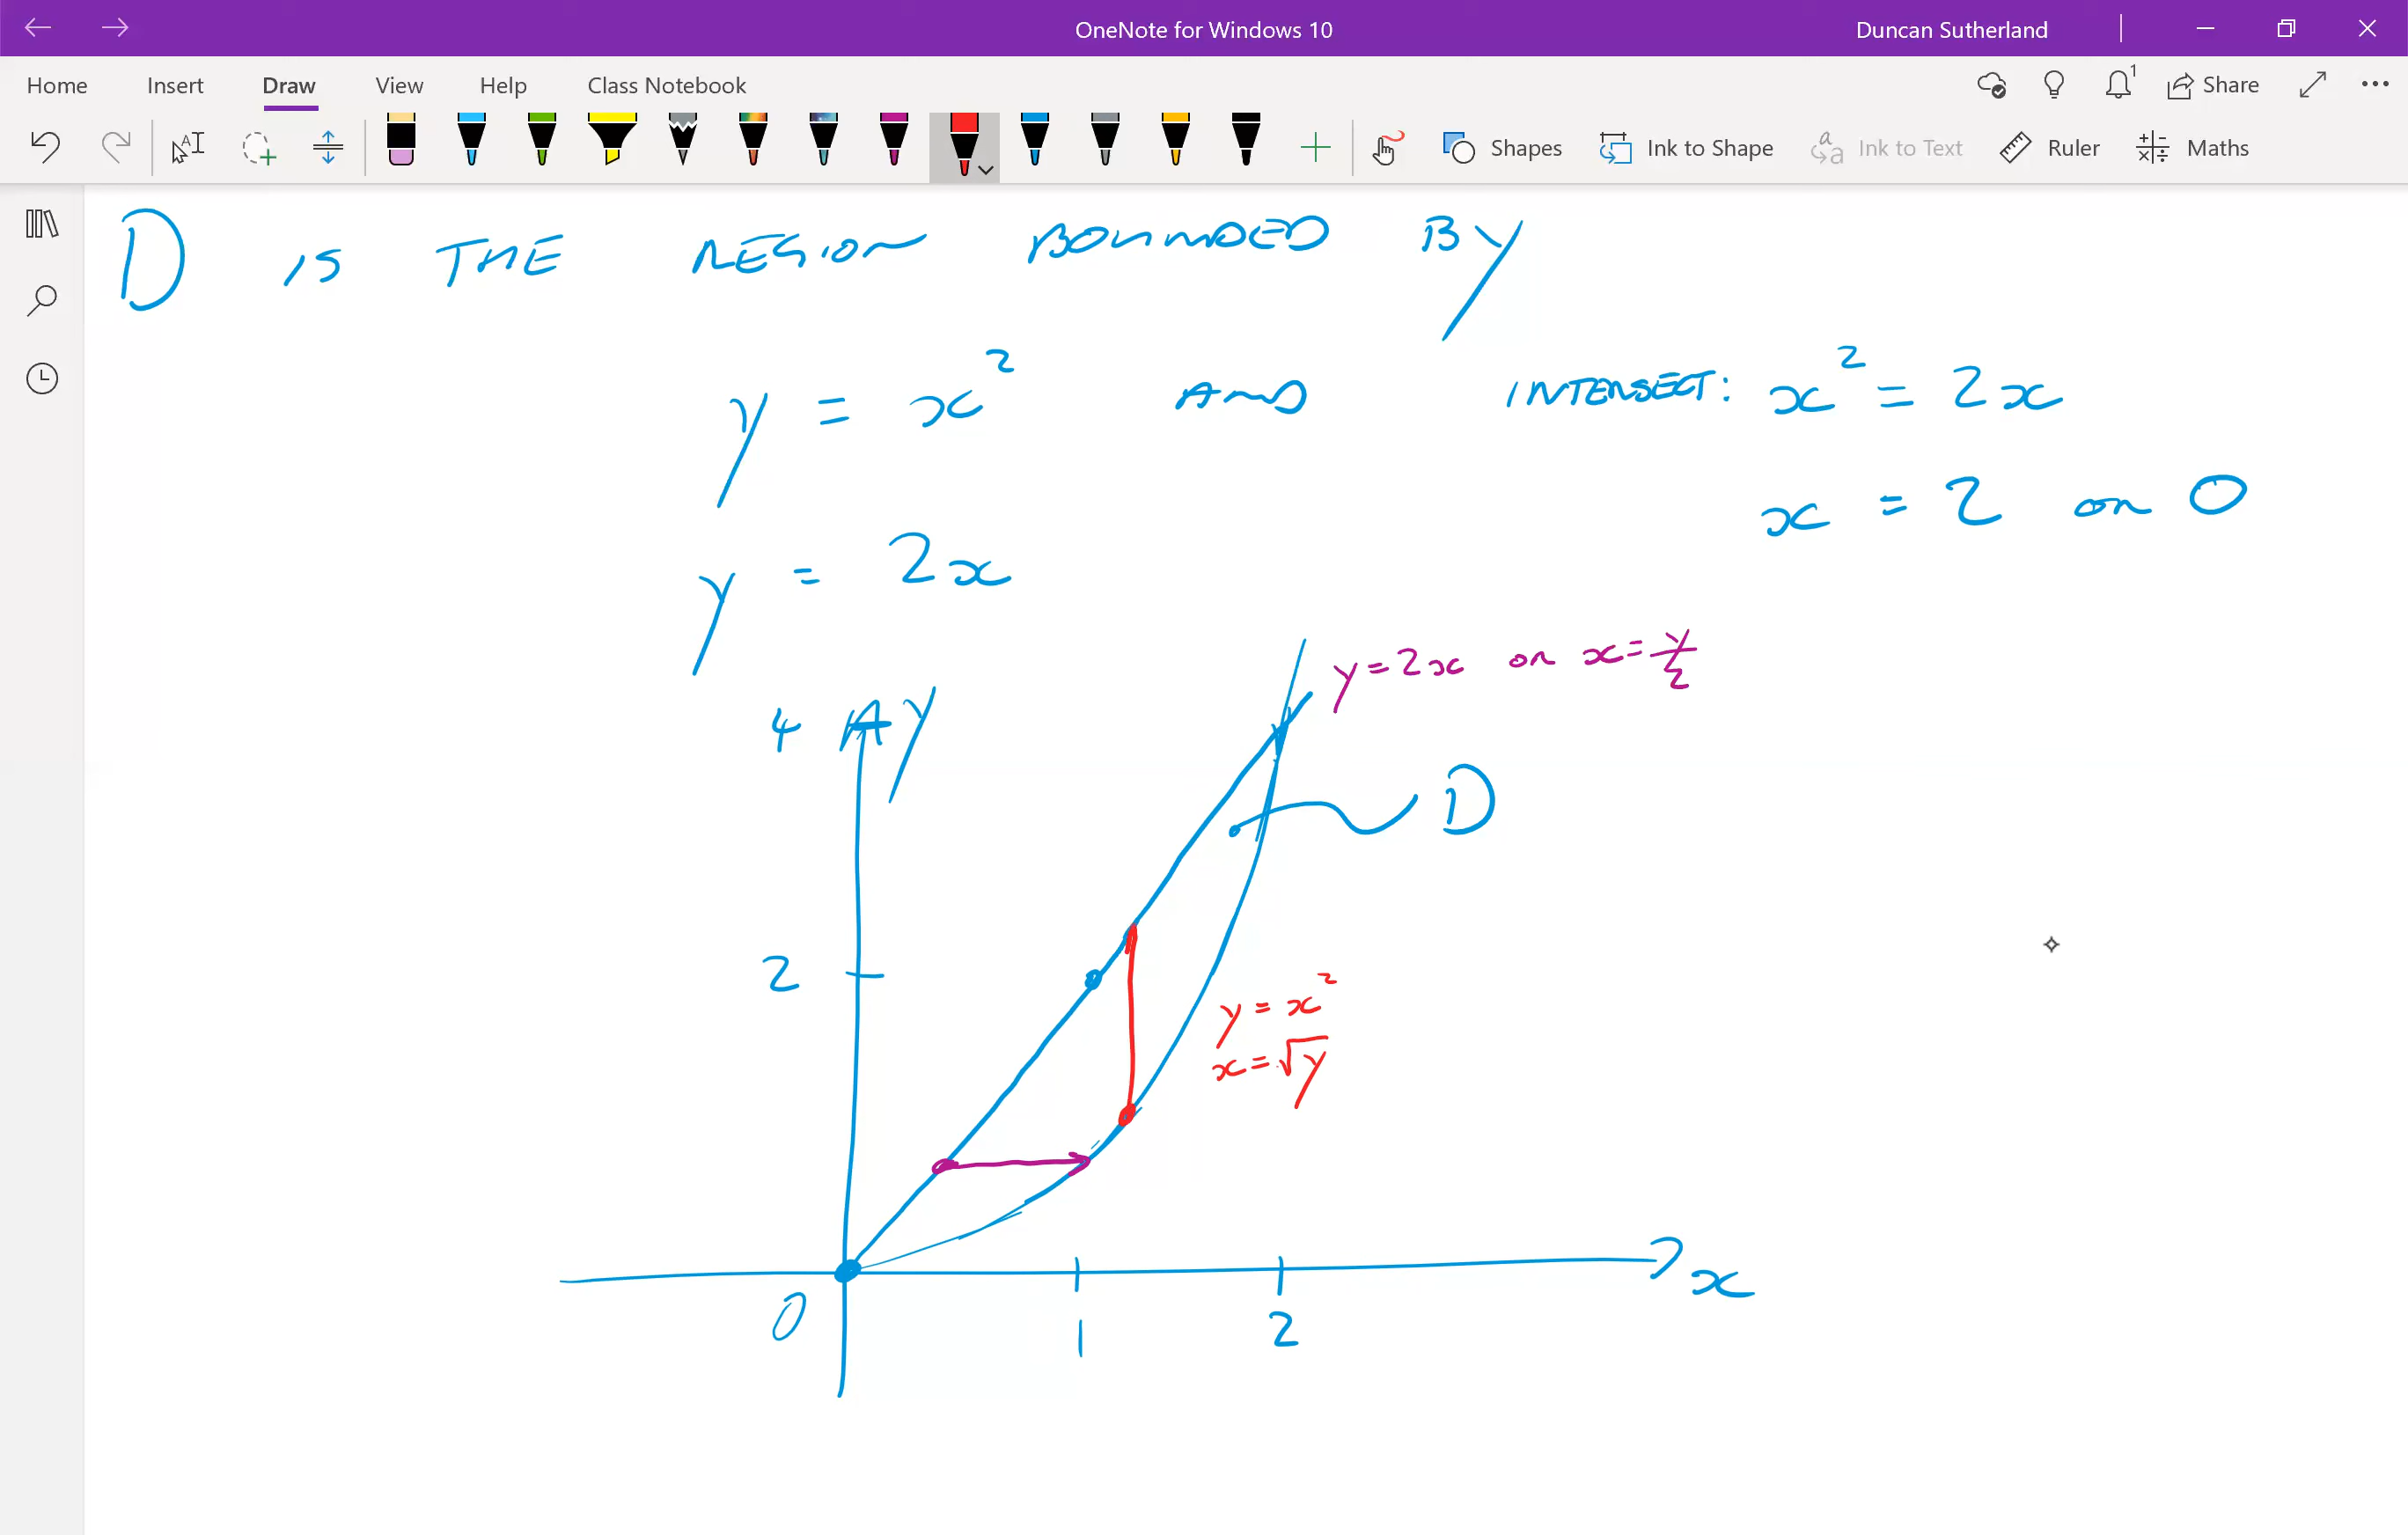 OneNote for Windows 10
Duncan Sutherland
Home Insert Draw View Help Class Notebook
1 Share
Shapes Ink to Shape Ink to Text Ruler Maths
D IS THE REGION BOUNDED BY
y = x² AND INTERSECT: x² = 2x
x = 2 OR 0
y = 2x
y = 2x OR x = y/2
4 y
D
2
y = x²
x = √y
x
0 1 2